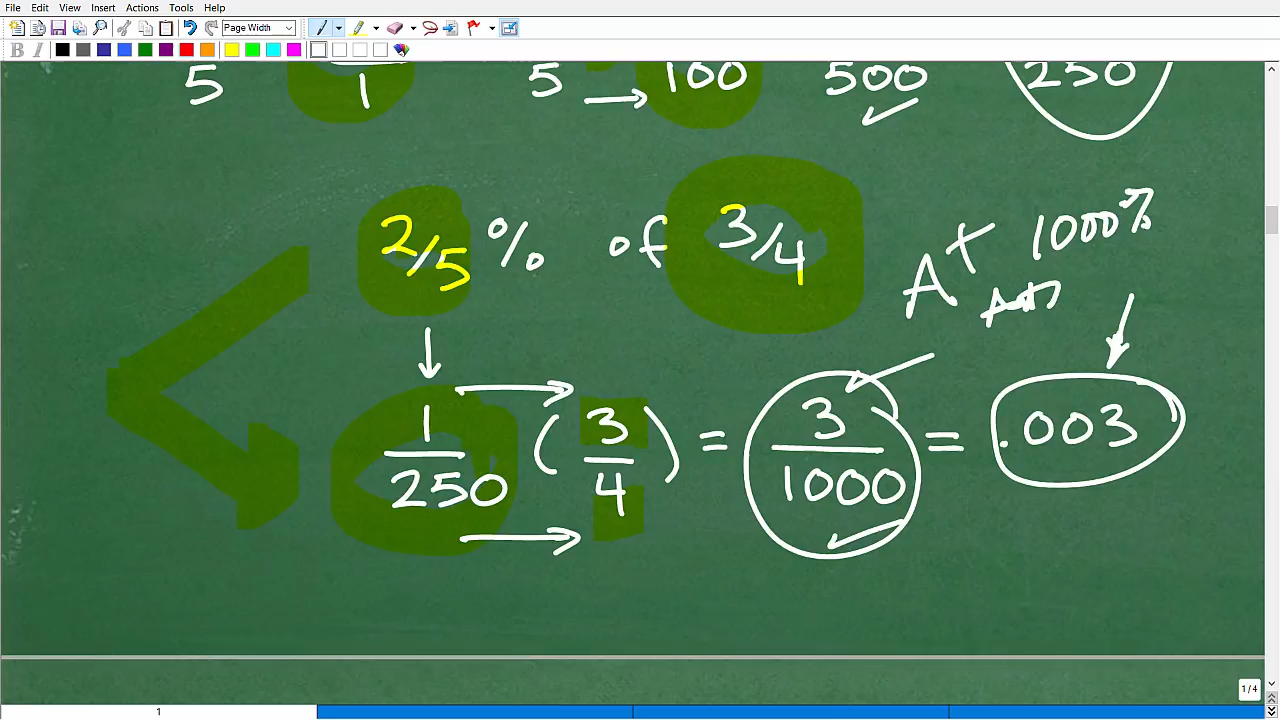 File Edit View Insert Actions Tools Help
Page Width
B I
5 1 5 → 100 500 250
2/5 % of 3/4 A+ 1000%
↓
1/250 (3/4) = 3/1000 = .003
1/4
1